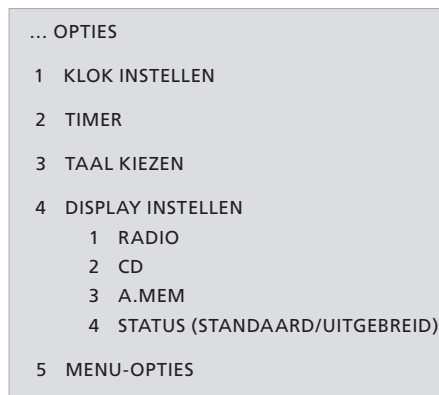 ... OPTIES
1 KLOK INSTELLEN
2 TIMER
3 TAAL KIEZEN
4 DISPLAY INSTELLEN
1 RADIO
2 CD
3 A.MEM
4 STATUS (STANDAARD/UITGEBREID)
5 MENU-OPTIES